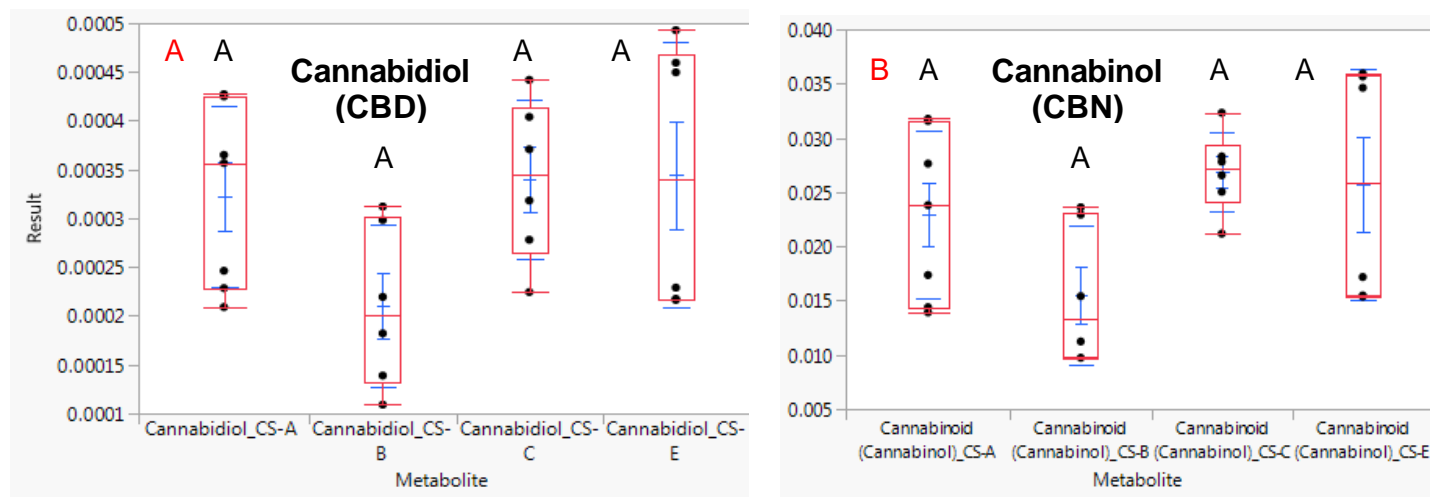 0.0005
0.00045
0.0004
0.00035
0.0003
0.00025
0.0002
0.00015
0.0001
Result
A A A A
Cannabidiol
(CBD)
A
Cannabidiol_CS-A
Cannabidiol_CS-
B
Cannabidiol_CS-
C
Cannabidiol_CS-
E
Metabolite
0.040
0.035
0.030
0.025
0.020
0.015
0.010
0.005
B A A A
Cannabinol
(CBN)
A
Cannabinoid
(Cannabinol)_CS-A
Cannabinoid
(Cannabinol)_CS-B
Cannabinoid
(Cannabinol)_CS-C
Cannabinoid
(Cannabinol)_CS-E
Metabolite